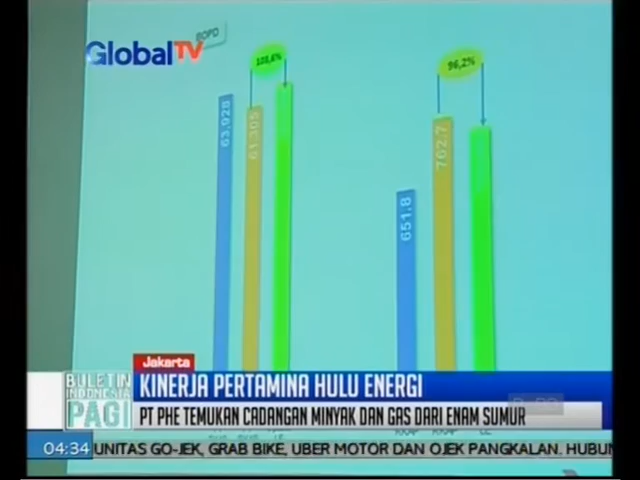 GlobalTV
BOPD
108,6%
96,2%
63.928
61.305
651.8
702.7
Jakarta
BULETIN
INDONESIA
PAGI
KINERJA PERTAMINA HULU ENERGI
PT PHE TEMUKAN CADANGAN MINYAK DAN GAS DARI ENAM SUMUR
04:34
UNITAS GO-JEK, GRAB BIKE, UBER MOTOR DAN OJEK PANGKALAN. HUBUN